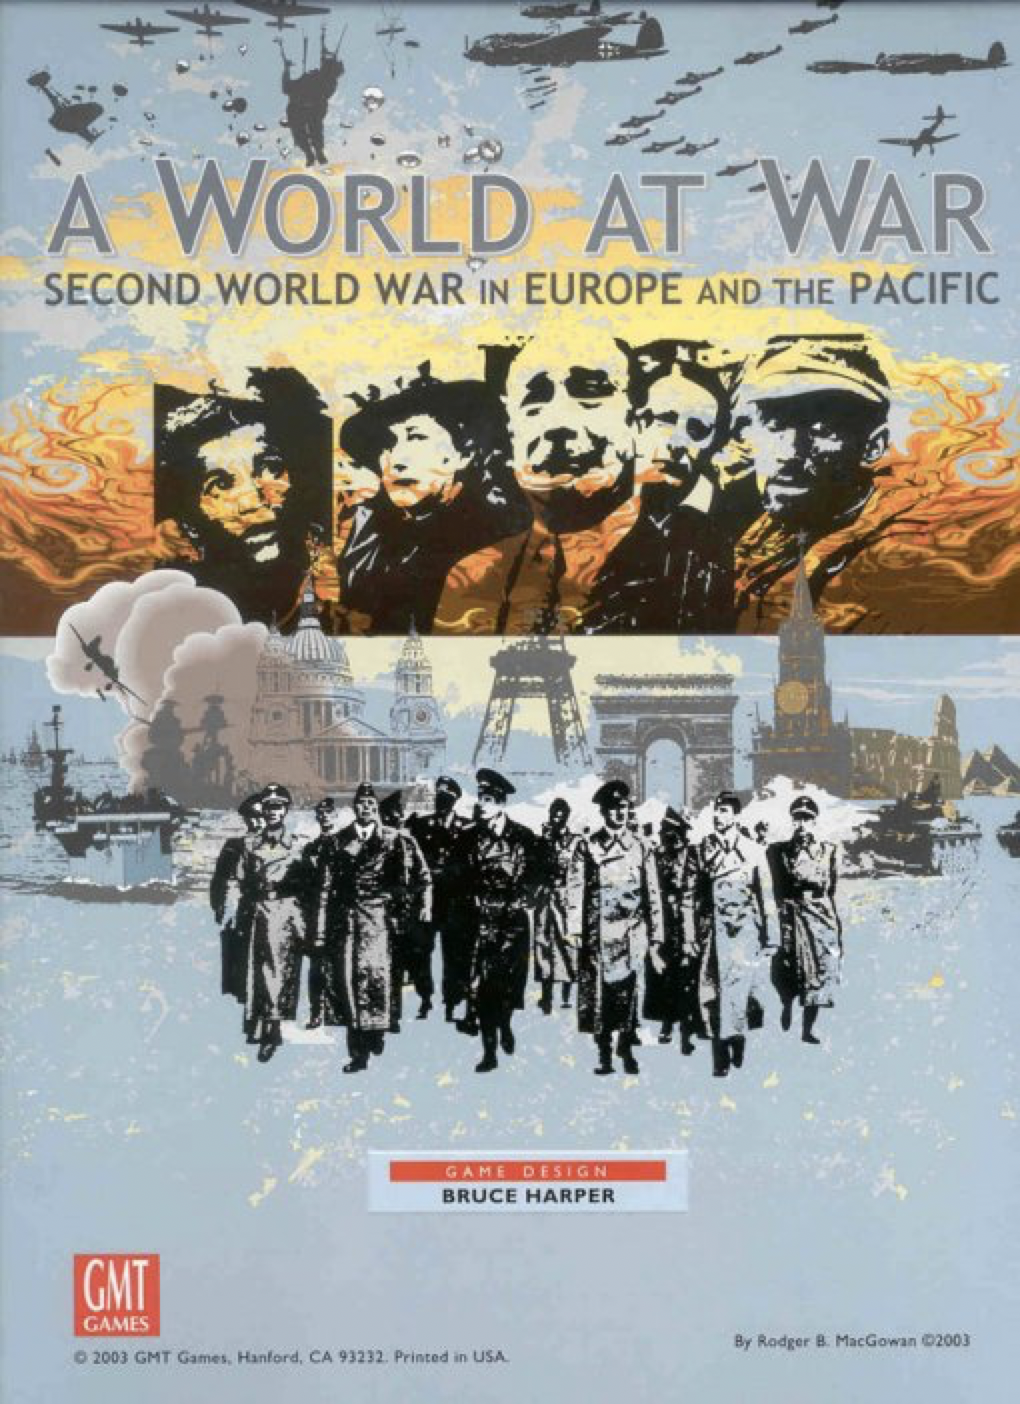 A WORLD AT WAR
SECOND WORLD WAR IN EUROPE AND THE PACIFIC
GAME DESIGN
BRUCE HARPER
GMT
GAMES
© 2003 GMT Games, Hanford, CA 93232. Printed in USA.
By Rodger B. MacGowan ©2003